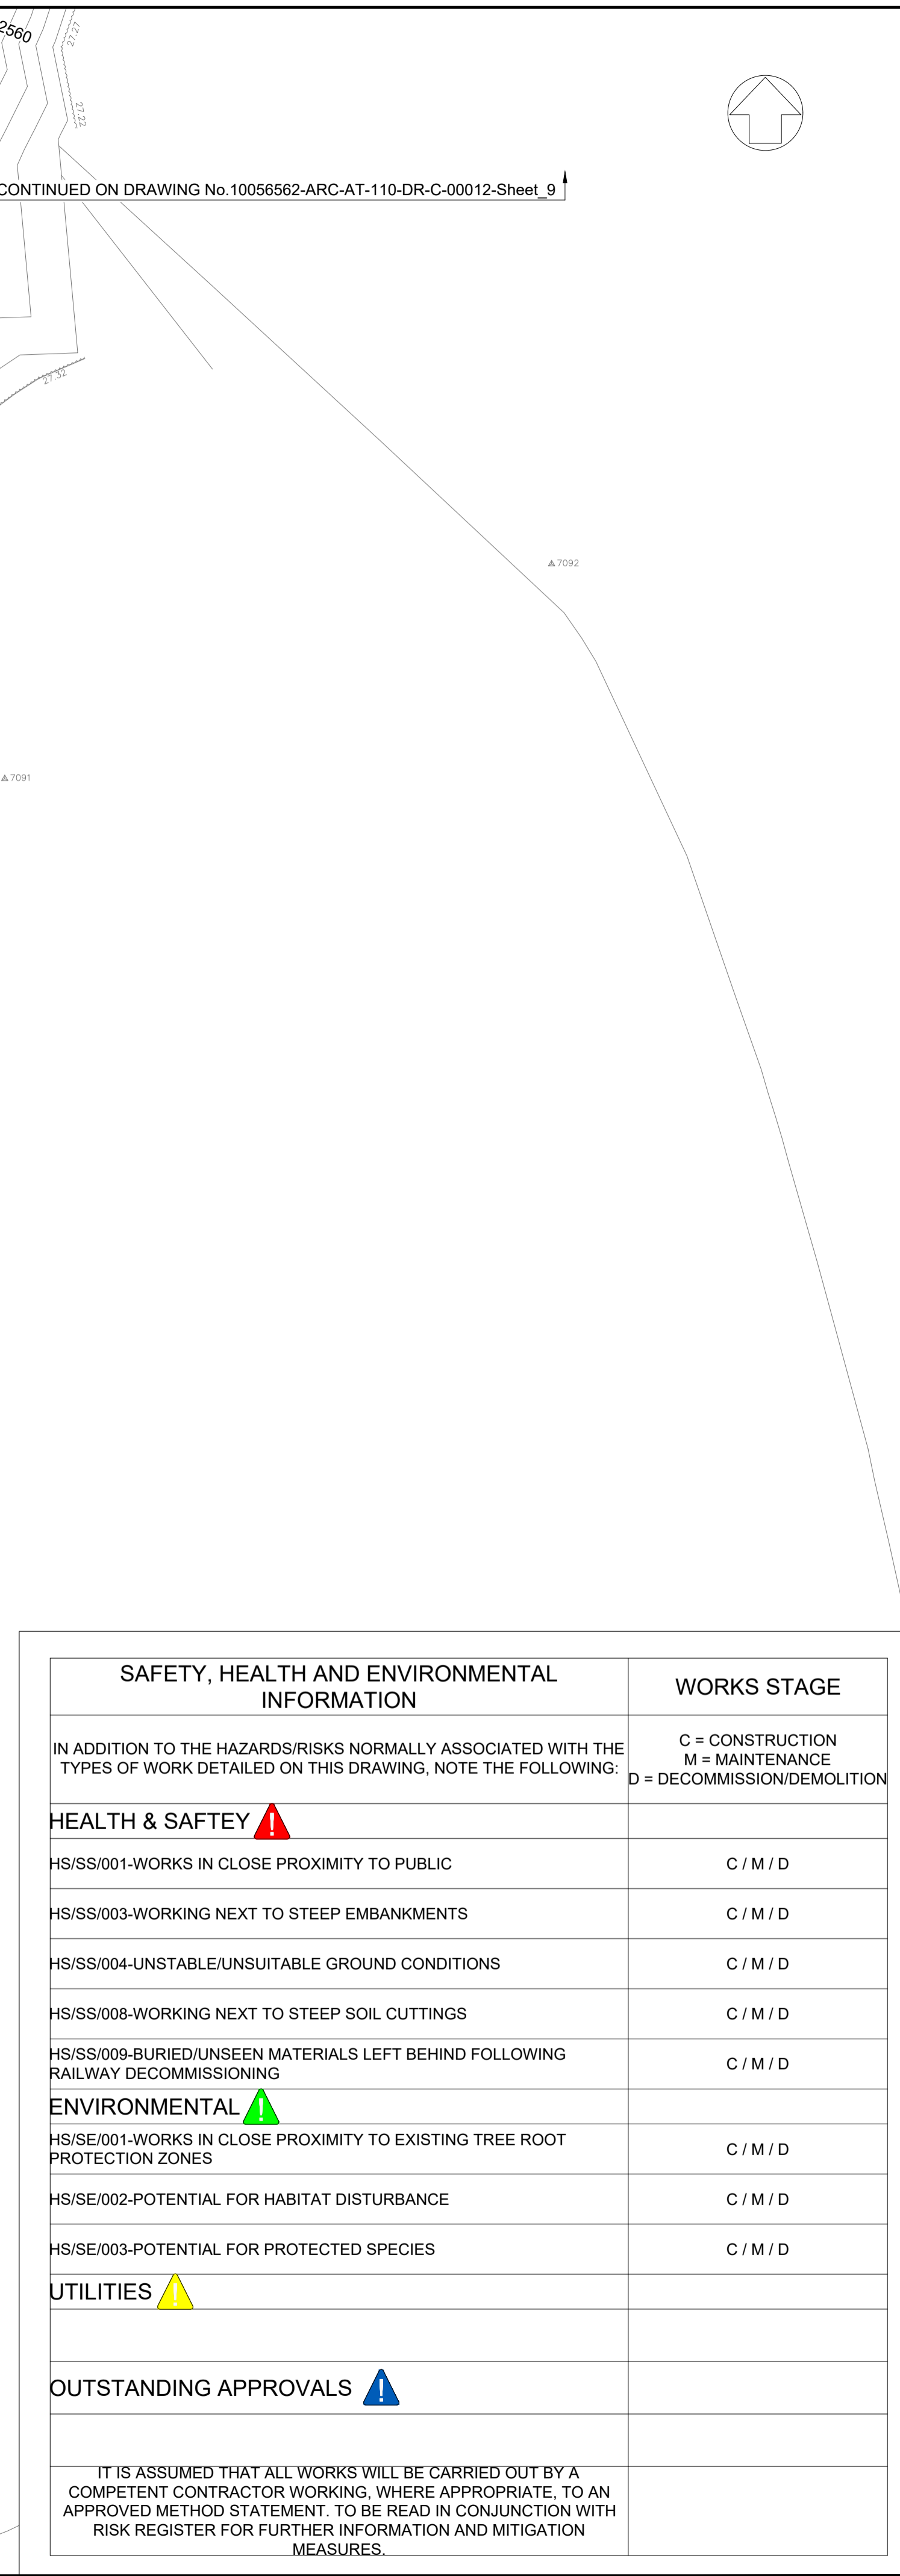 2560
27.27
27.22
CONTINUED ON DRAWING No.10056562-ARC-AT-110-DR-C-00012-Sheet_9
27.32
7092
7091
SAFETY, HEALTH AND ENVIRONMENTAL
INFORMATION
WORKS STAGE
IN ADDITION TO THE HAZARDS/RISKS NORMALLY ASSOCIATED WITH THE
TYPES OF WORK DETAILED ON THIS DRAWING, NOTE THE FOLLOWING:
C = CONSTRUCTION
M = MAINTENANCE
D = DECOMMISSION/DEMOLITION
HEALTH & SAFTEY
HS/SS/001-WORKS IN CLOSE PROXIMITY TO PUBLIC
C / M / D
HS/SS/003-WORKING NEXT TO STEEP EMBANKMENTS
C / M / D
HS/SS/004-UNSTABLE/UNSUITABLE GROUND CONDITIONS
C / M / D
HS/SS/008-WORKING NEXT TO STEEP SOIL CUTTINGS
C / M / D
HS/SS/009-BURIED/UNSEEN MATERIALS LEFT BEHIND FOLLOWING
RAILWAY DECOMMISSIONING
C / M / D
ENVIRONMENTAL
HS/SE/001-WORKS IN CLOSE PROXIMITY TO EXISTING TREE ROOT
PROTECTION ZONES
C / M / D
HS/SE/002-POTENTIAL FOR HABITAT DISTURBANCE
C / M / D
HS/SE/003-POTENTIAL FOR PROTECTED SPECIES
C / M / D
UTILITIES
OUTSTANDING APPROVALS
IT IS ASSUMED THAT ALL WORKS WILL BE CARRIED OUT BY A
COMPETENT CONTRACTOR WORKING, WHERE APPROPRIATE, TO AN
APPROVED METHOD STATEMENT. TO BE READ IN CONJUNCTION WITH
RISK REGISTER FOR FURTHER INFORMATION AND MITIGATION
MEASURES.